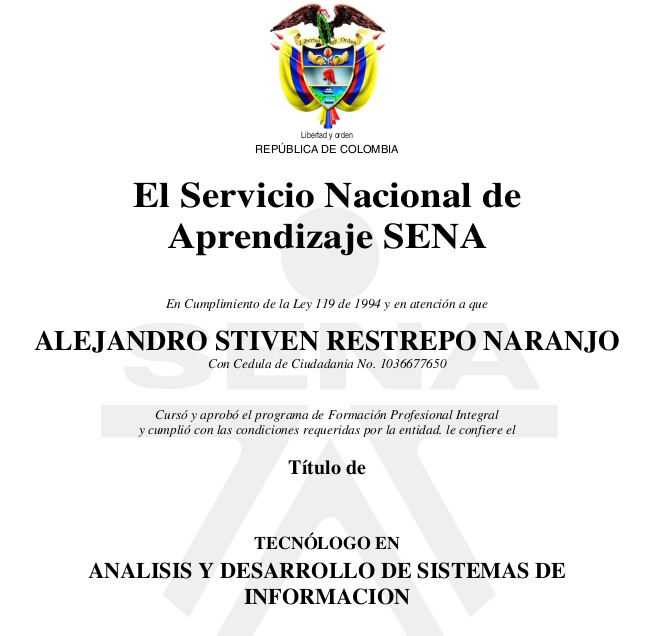 Libertad y Orden
Libertad y orden
REPÚBLICA DE COLOMBIA
El Servicio Nacional de
Aprendizaje SENA
En Cumplimiento de la Ley 119 de 1994 y en atención a que
ALEJANDRO STIVEN RESTREPO NARANJO
Con Cedula de Ciudadania No. 1036677650
SENA
Cursó y aprobó el programa de Formación Profesional Integral
y cumplió con las condiciones requeridas por la entidad. le confiere el
Título de
TECNÓLOGO EN
ANALISIS Y DESARROLLO DE SISTEMAS DE
INFORMACION